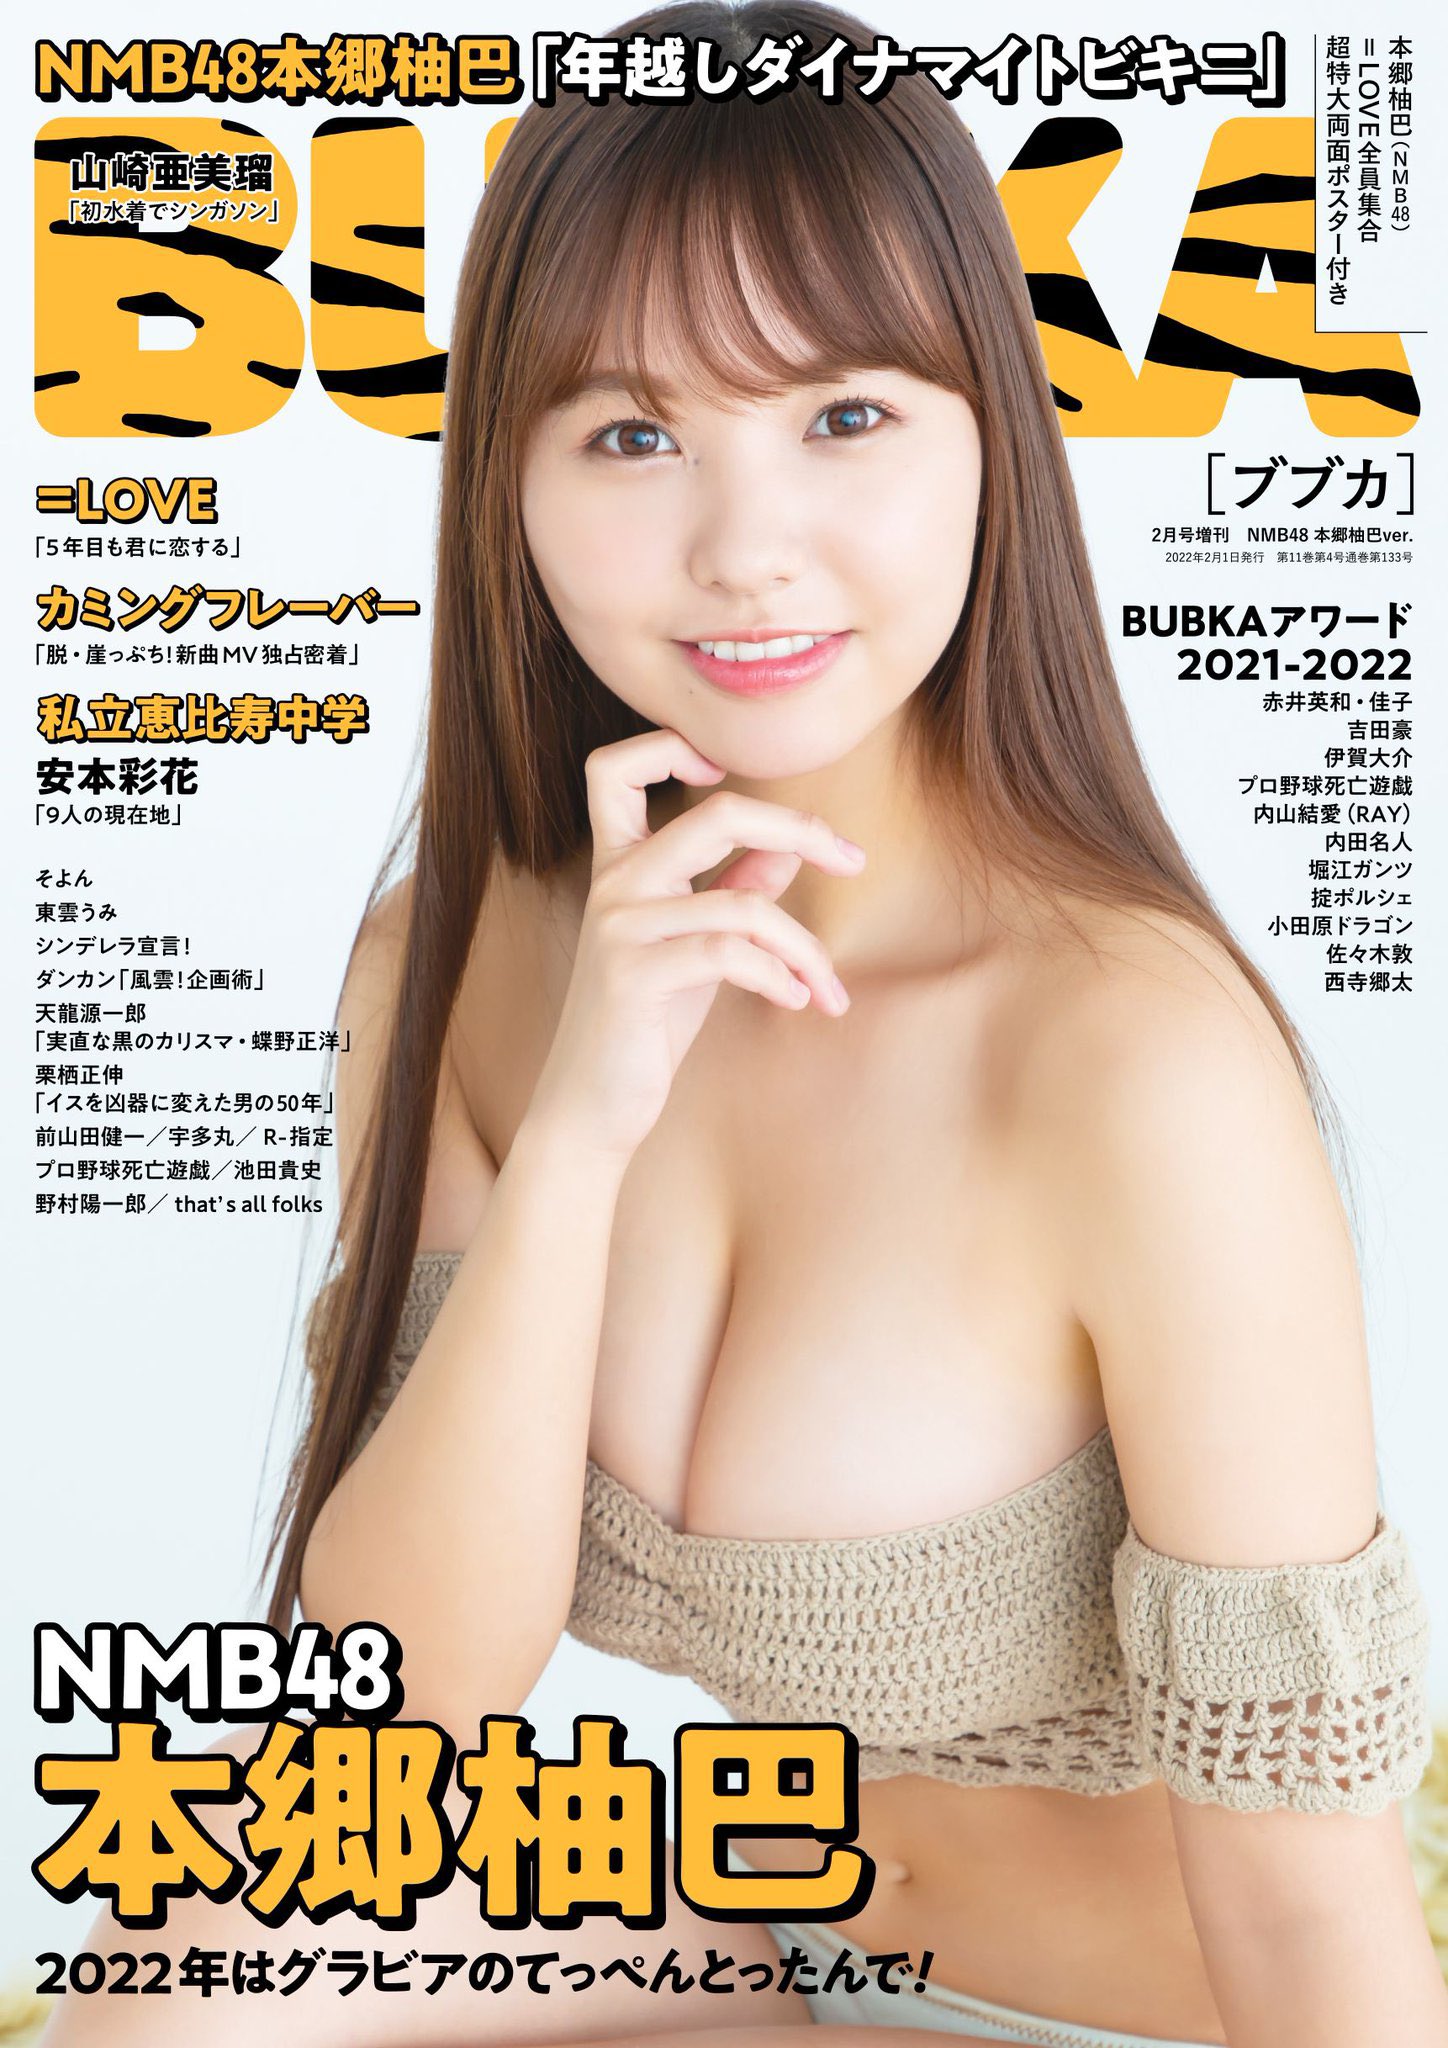 NMB48本郷柚巴「年越しダイナマイトビキニ」
本郷柚巴（NMB48）
＝LOVE全員集合
超特大両面ポスター付き
BUBKA
山崎亜美瑠
「初水着でシンガソン」
[ブブカ]
2月号増刊　NMB48 本郷柚巴ver.
2022年2月1日発行　第11巻第4号通巻第133号
=LOVE
「5年目も君に恋する」
カミングフレーバー
「脱・崖っぷち！新曲MV独占密着」
私立恵比寿中学
安本彩花
「9人の現在地」
そよん
東雲うみ
シンデレラ宣言！
ダンカン「風雲！企画術」
天龍源一郎
「実直な黒のカリスマ・蝶野正洋」
栗栖正伸
「イスを凶器に変えた男の50年」
前山田健一／宇多丸／R-指定
プロ野球死亡遊戯／池田貴史
野村陽一郎／that's all folks
BUBKAアワード
2021-2022
赤井英和・佳子
吉田豪
伊賀大介
プロ野球死亡遊戯
内山結愛（RAY）
内田名人
堀江ガンツ
掟ポルシェ
小田原ドラゴン
佐々木敦
西寺郷太
NMB48
本郷柚巴
2022年はグラビアのてっぺんとったんで！